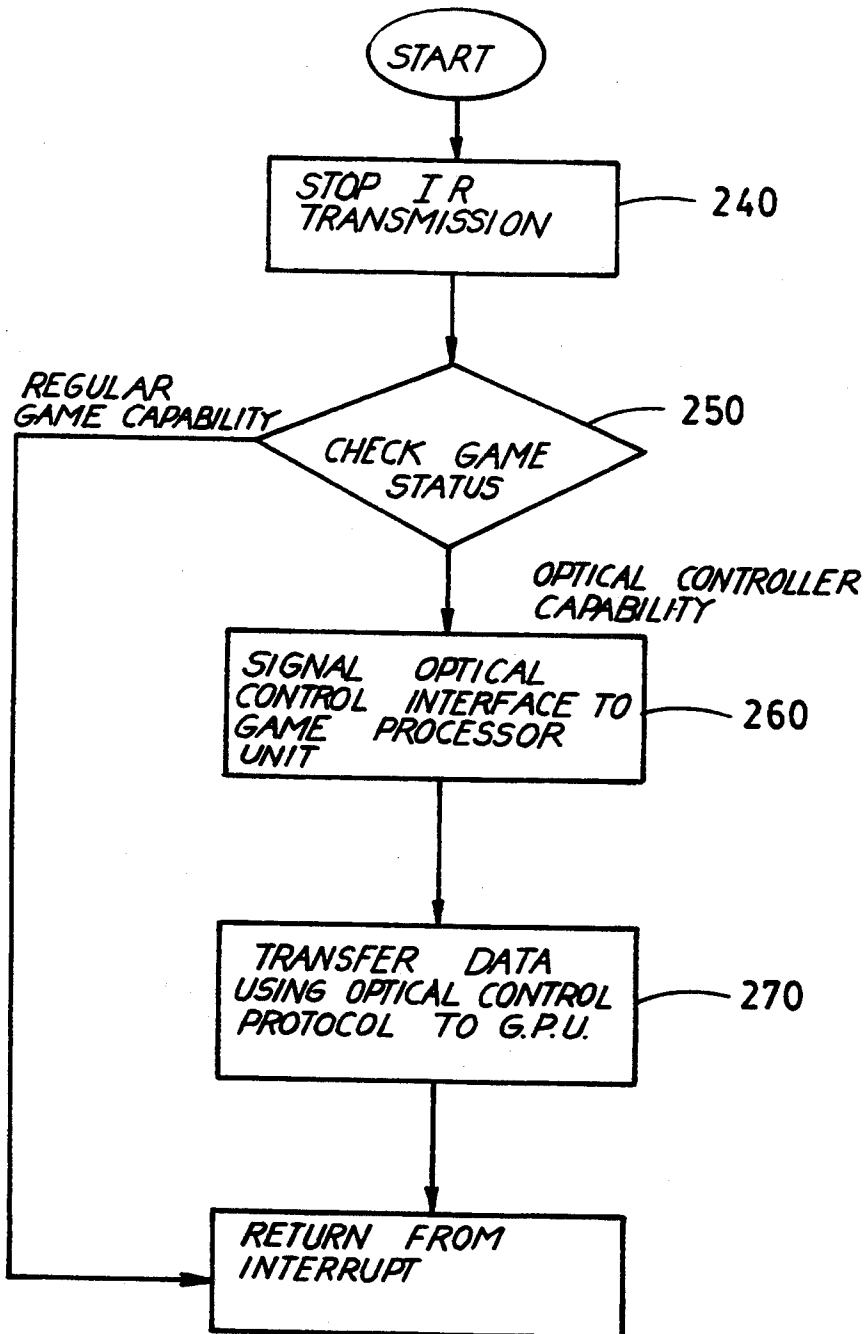 START
STOP IR
TRANSMISSION
240
REGULAR
GAME CAPABILITY
250
CHECK GAME
STATUS
OPTICAL CONTROLLER
CAPABILITY
SIGNAL OPTICAL
CONTROL INTERFACE TO
GAME PROCESSOR
UNIT
260
TRANSFER DATA
USING OPTICAL CONTROL
PROTOCOL TO G.P.U.
270
RETURN FROM
INTERRUPT